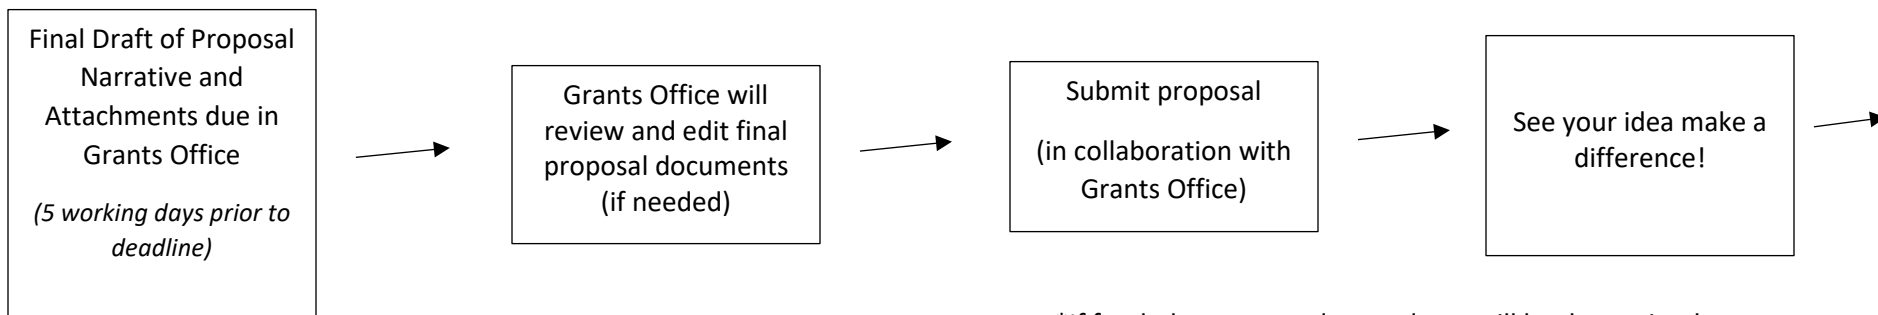 Final Draft of Proposal
Narrative and
Attachments due in
Grants Office
(5 working days prior to
deadline)
Grants Office will
review and edit final
proposal documents
(if needed)
Submit proposal
(in collaboration with
Grants Office)
See your idea make a
difference!